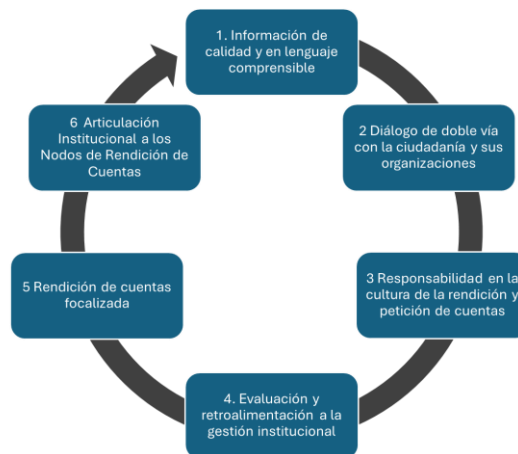 1. Información de
calidad y en lenguaje
comprensible
2 Diálogo de doble vía
con la ciudadanía y sus
organizaciones
3 Responsabilidad en la
cultura de la rendición y
petición de cuentas
4. Evaluación y
retroalimentación a la
gestión institucional
5 Rendición de cuentas
focalizada
6 Articulación
Institucional a los
Nodos de Rendición de
Cuentas